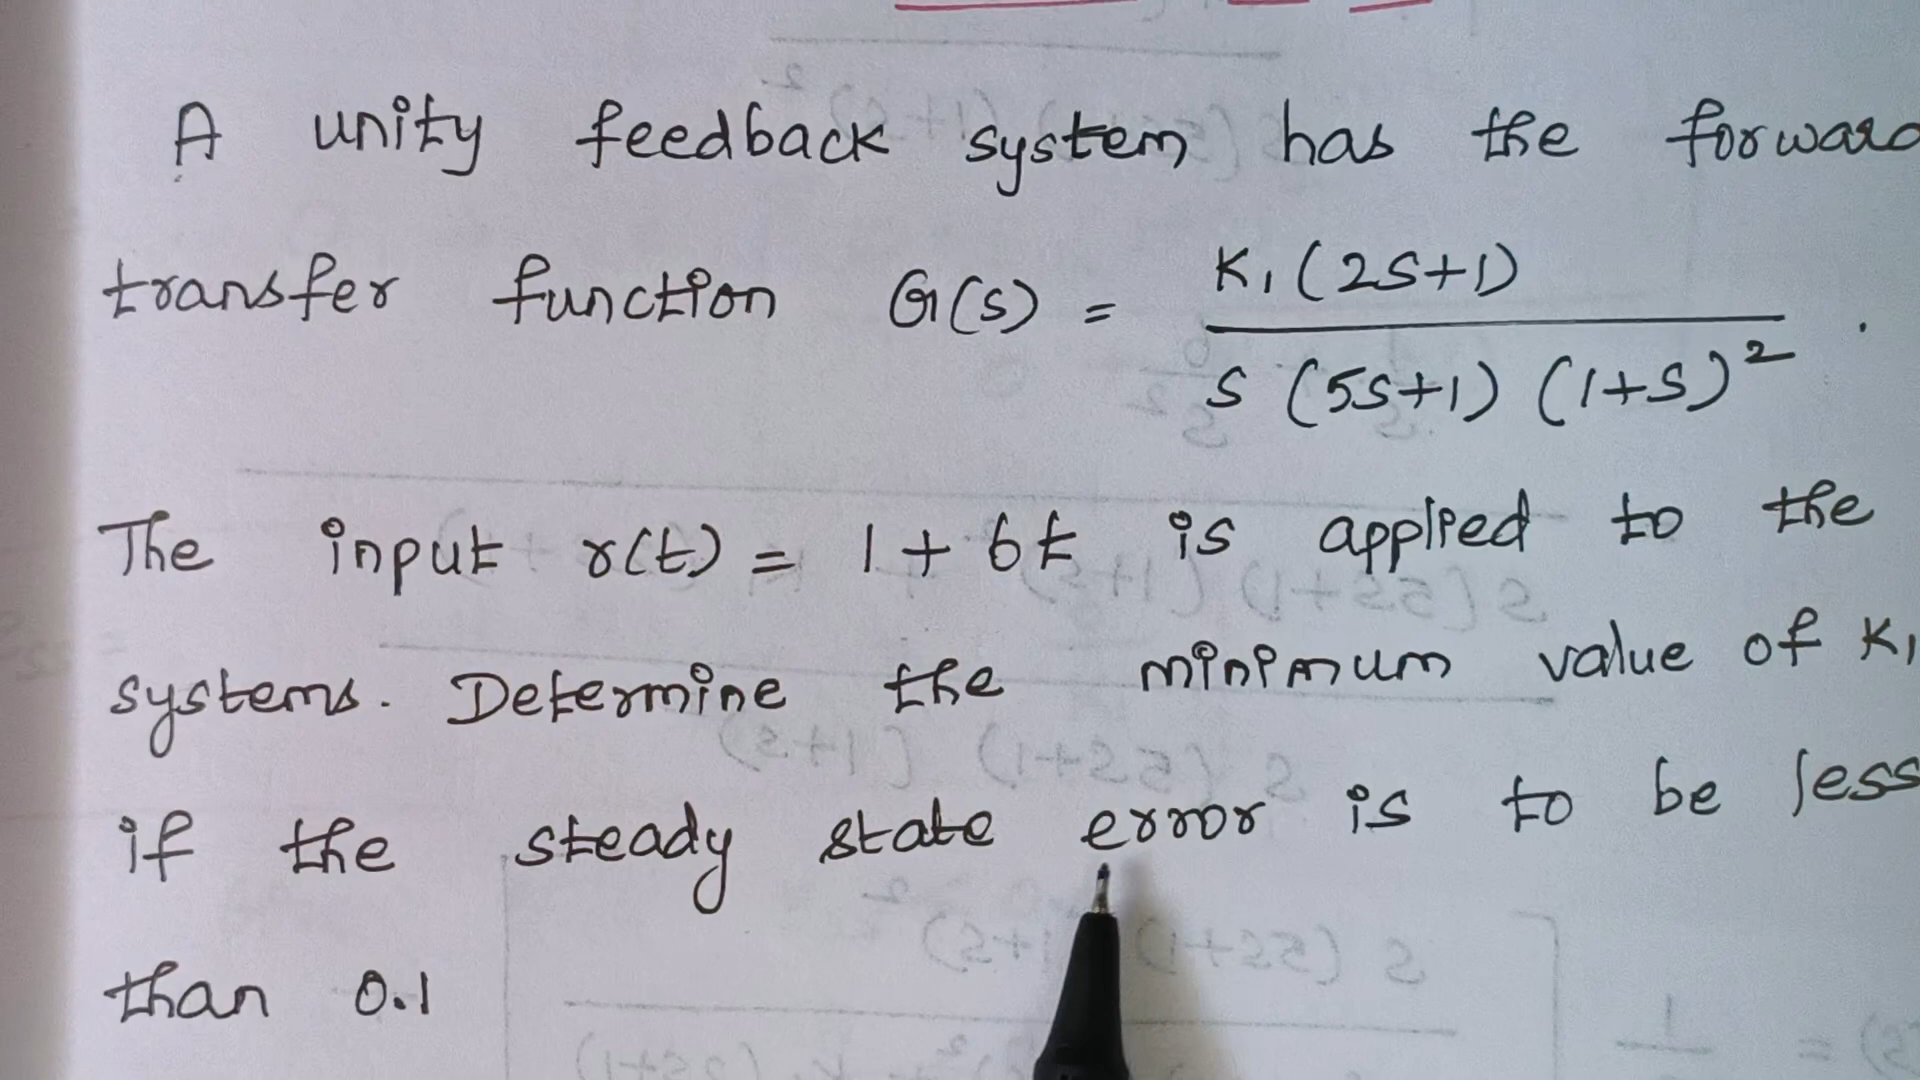 A unity feedback system has the forward
transfer function G(s) = K₁(2s+1) / s(5s+1)(1+s)².
The input r(t) = 1 + 6t is applied to the
systems. Determine the minimum value of K₁
if the steady state error is to be less
than 0.1